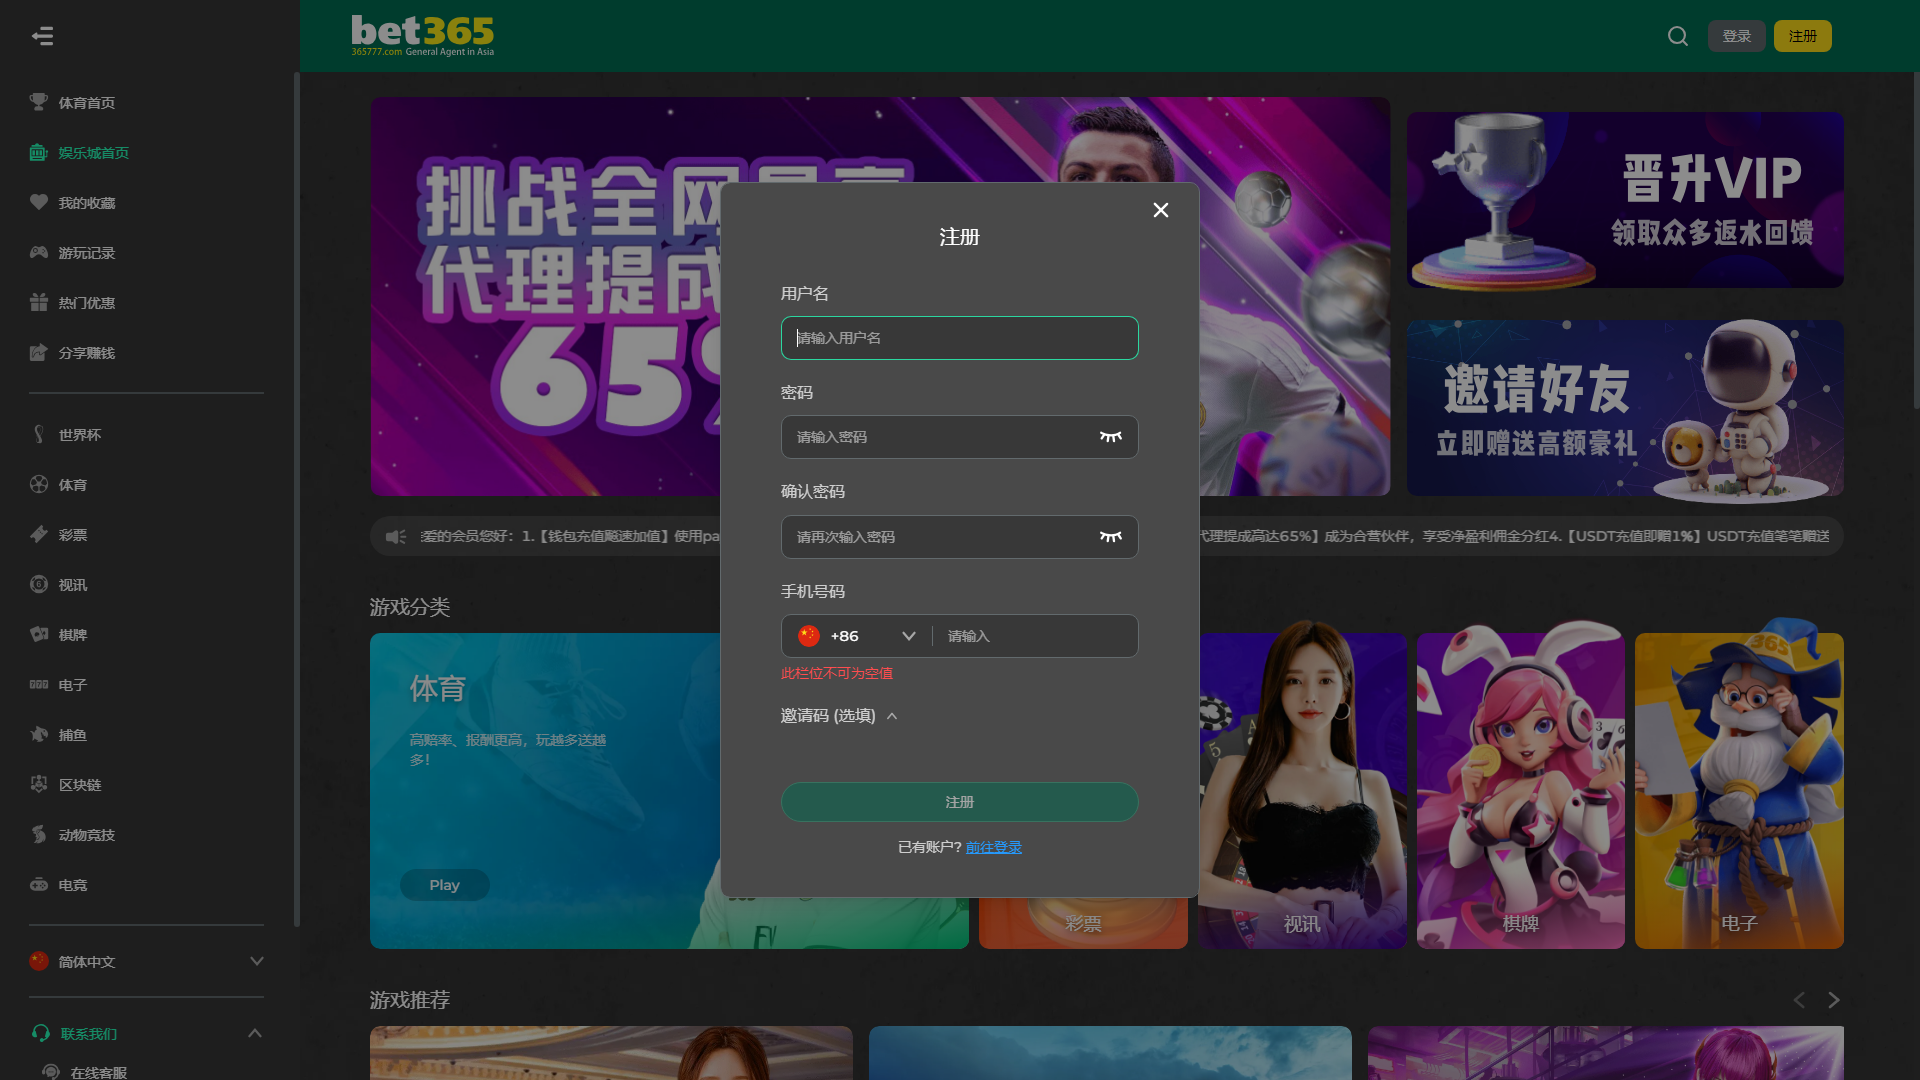 bet365
365777.com General Agent in Asia
登录
注册
体育首页
娱乐城首页
我的收藏
游玩记录
热门优惠
分享赚钱
世界杯
体育
彩票
视讯
棋牌
电子
捕鱼
区块链
动物竞技
电竞
简体中文
联系我们
在线客服
挑战全网最高
代理提成
65%
晋升VIP
领取众多返水回馈
邀请好友
立即赠送高额豪礼
爱的会员您好：1.【钱包充值飚速加值】使用pa
代理提成高达65%】成为合营伙伴，享受净盈利佣金分红4.【USDT充值即赠1%】USDT充值笔笔赠送
游戏分类
体育
高赔率、报酬更高，玩越多送越
多！
Play
彩票
视讯
棋牌
365
电子
游戏推荐
注册
用户名
请输入用户名
密码
请输入密码
确认密码
请再次输入密码
手机号码
+86
请输入
此栏位不可为空值
邀请码 (选填)
注册
已有账户? 前往登录